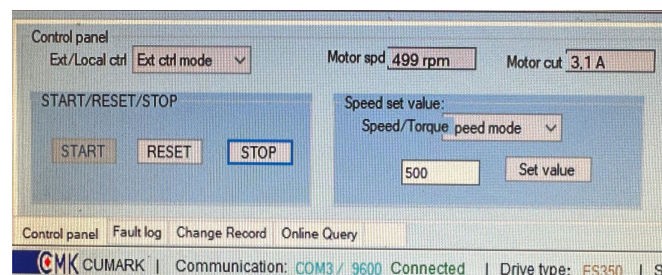 Control panel
Ext/Local ctrl Ext ctrl mode Motor spd 499 rpm Motor cut 3,1 A
START/RESET/STOP
START RESET STOP
Speed set value:
Speed/Torque peed mode
500 Set value
Control panel Fault log Change Record Online Query
CMK CUMARK | Communication: COM3 / 9600 Connected | Drive type: ES350 | S